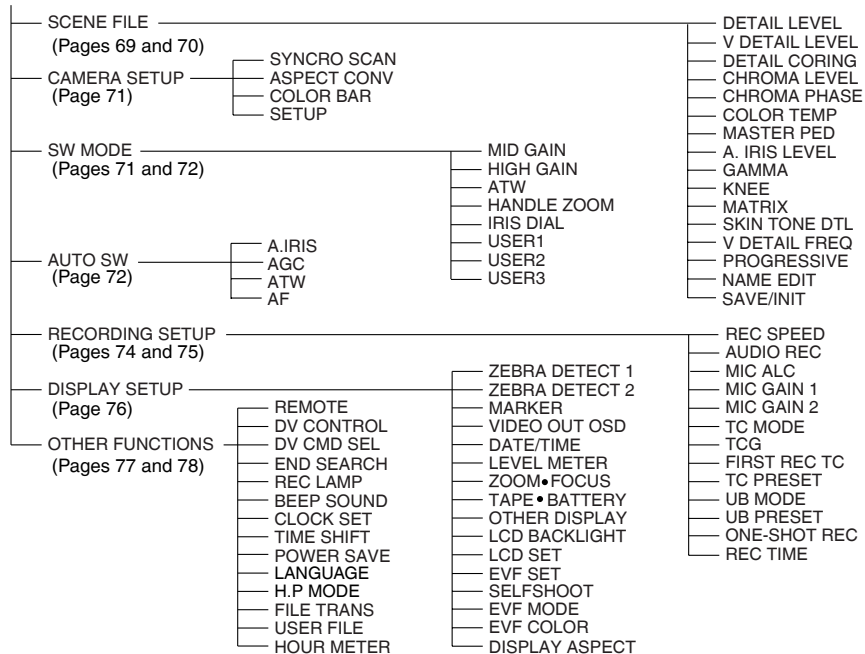 SCENE FILE
(Pages 69 and 70)
DETAIL LEVEL
V DETAIL LEVEL
DETAIL CORING
CHROMA LEVEL
CHROMA PHASE
COLOR TEMP
MASTER PED
A. IRIS LEVEL
GAMMA
KNEE
MATRIX
SKIN TONE DTL
V DETAIL FREQ
PROGRESSIVE
NAME EDIT
SAVE/INIT
CAMERA SETUP
(Page 71)
SYNCRO SCAN
ASPECT CONV
COLOR BAR
SETUP
SW MODE
(Pages 71 and 72)
MID GAIN
HIGH GAIN
ATW
HANDLE ZOOM
IRIS DIAL
USER1
USER2
USER3
AUTO SW
(Page 72)
A.IRIS
AGC
ATW
AF
RECORDING SETUP
(Pages 74 and 75)
REC SPEED
AUDIO REC
MIC ALC
MIC GAIN 1
MIC GAIN 2
TC MODE
TCG
FIRST REC TC
TC PRESET
UB MODE
UB PRESET
ONE-SHOT REC
REC TIME
DISPLAY SETUP
(Page 76)
ZEBRA DETECT 1
ZEBRA DETECT 2
MARKER
VIDEO OUT OSD
DATE/TIME
LEVEL METER
ZOOM•FOCUS
TAPE•BATTERY
OTHER DISPLAY
LCD BACKLIGHT
LCD SET
EVF SET
SELFSHOOT
EVF MODE
EVF COLOR
DISPLAY ASPECT
OTHER FUNCTIONS
(Pages 77 and 78)
REMOTE
DV CONTROL
DV CMD SEL
END SEARCH
REC LAMP
BEEP SOUND
CLOCK SET
TIME SHIFT
POWER SAVE
LANGUAGE
H.P MODE
FILE TRANS
USER FILE
HOUR METER